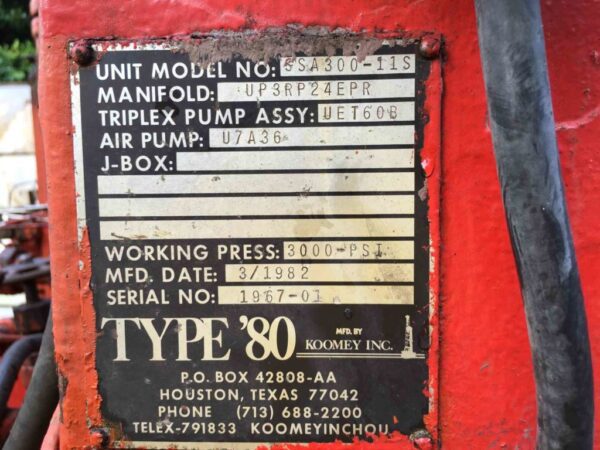 UNIT MODEL NO: SSA300-11S
MANIFOLD: UP3RP24EPR
TRIPLEX PUMP ASSY: UET60B
AIR PUMP: U7A36
J-BOX:
WORKING PRESS: 3000-PSI
MFD. DATE: 3/1982
SERIAL NO: 1967-01
TYPE '80 MFD. BY
KOOMEY INC.
P.O. BOX 42808-AA
HOUSTON, TEXAS 77042
PHONE (713) 688-2200
TELEX-791833 KOOMEYINCHOU